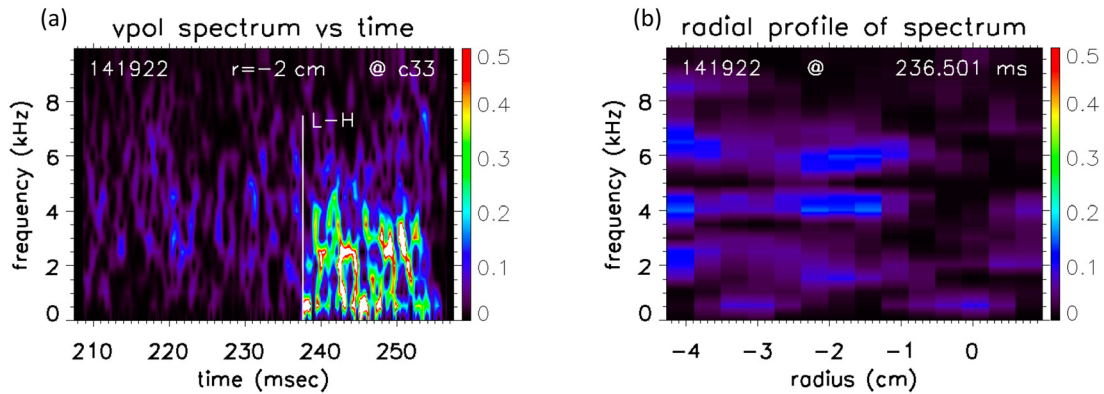 (a)
vpol spectrum vs time
141922 r=-2 cm @ c33
L-H
frequency (kHz)
8
6
4
2
0
210 220 230 240 250
time (msec)
0.5
0.4
0.3
0.2
0.1
0
(b)
radial profile of spectrum
141922 @ 236.501 ms
frequency (kHz)
8
6
4
2
0
-4 -3 -2 -1 0
radius (cm)
0.5
0.4
0.3
0.2
0.1
0